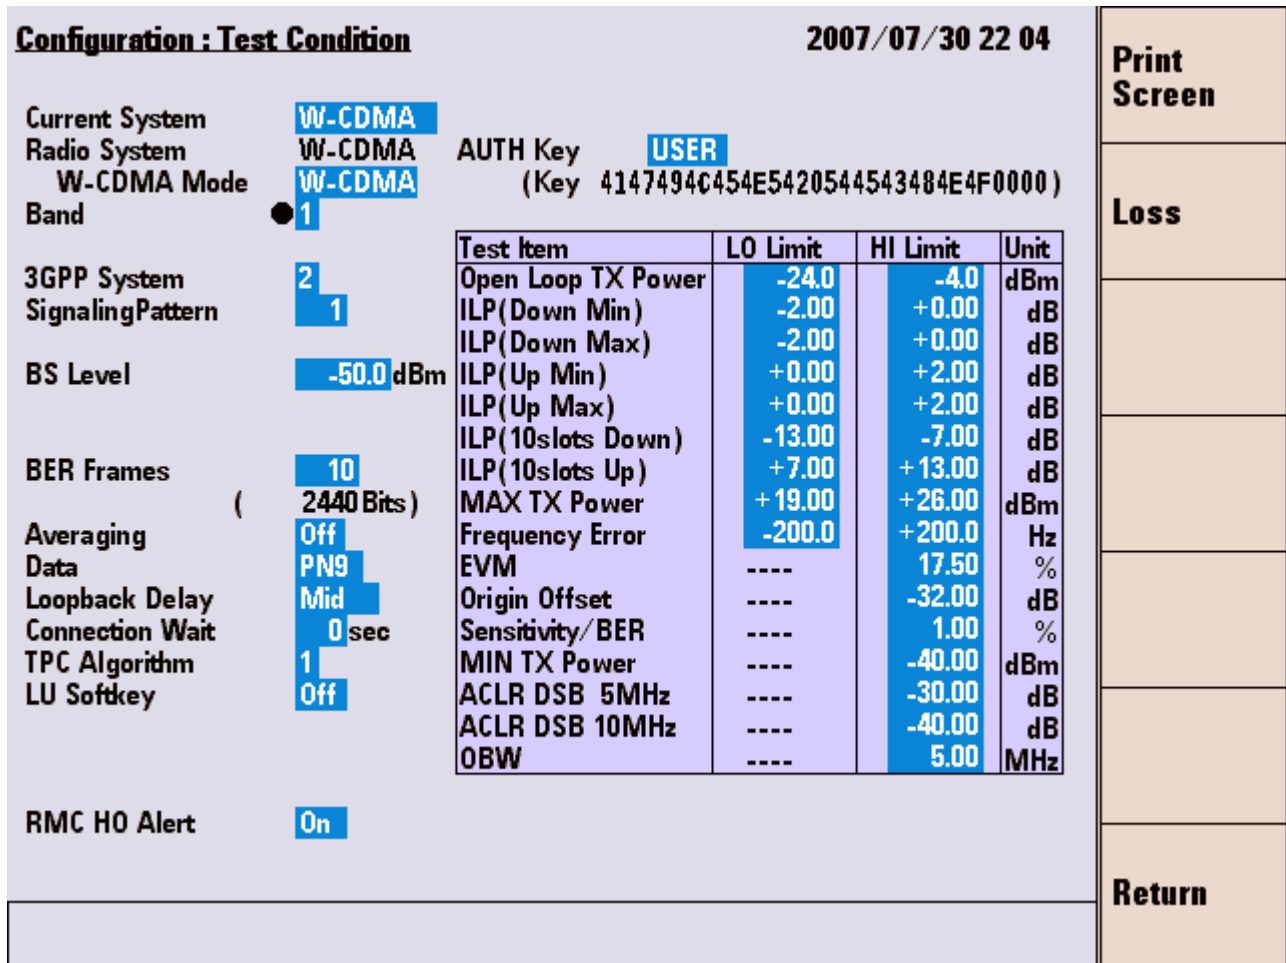 Configuration : Test Condition 2007/07/30 22 04
Print
Screen
Current System W-CDMA
Radio System W-CDMA AUTH Key USER
W-CDMA Mode W-CDMA (Key 4147494C454E5420544543484E4F0000)
Band 1
Loss
Test Item LO Limit HI Limit Unit
3GPP System 2 Open Loop TX Power -24.0 -4.0 dBm
SignalingPattern 1 ILP(Down Min) -2.00 +0.00 dB
ILP(Down Max) -2.00 +0.00 dB
BS Level -50.0 dBm ILP(Up Min) +0.00 +2.00 dB
ILP(Up Max) +0.00 +2.00 dB
ILP(10slots Down) -13.00 -7.00 dB
BER Frames 10 ILP(10slots Up) +7.00 +13.00 dB
( 2440 Bits) MAX TX Power +19.00 +26.00 dBm
Averaging Off Frequency Error -200.0 +200.0 Hz
Data PN9 EVM ---- 17.50 %
Loopback Delay Mid Origin Offset ---- -32.00 dB
Connection Wait 0 sec Sensitivity/BER ---- 1.00 %
TPC Algorithm 1 MIN TX Power ---- -40.00 dBm
LU Softkey Off ACLR DSB 5MHz ---- -30.00 dB
ACLR DSB 10MHz ---- -40.00 dB
OBW ---- 5.00 MHz
RMC HO Alert On
Return